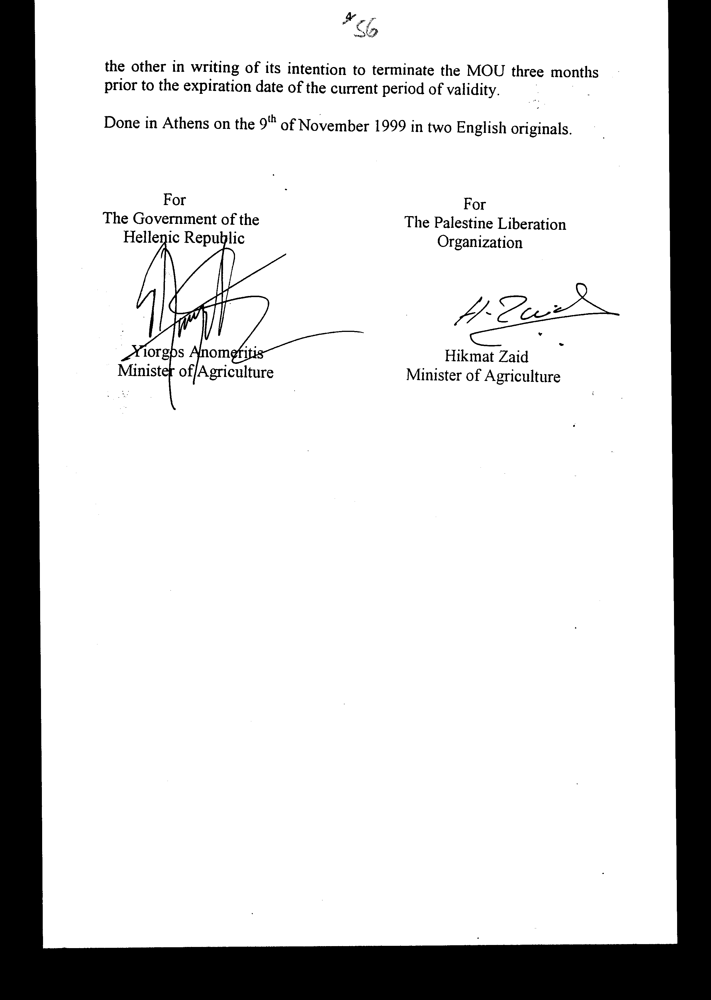 4 56
the other in writing of its intention to terminate the MOU three months
prior to the expiration date of the current period of validity.
Done in Athens on the 9th of November 1999 in two English originals.
For
The Government of the
Hellenic Republic
Yiorgos Anomeritis
Minister of Agriculture
For
The Palestine Liberation
Organization
H. Zaid
Hikmat Zaid
Minister of Agriculture